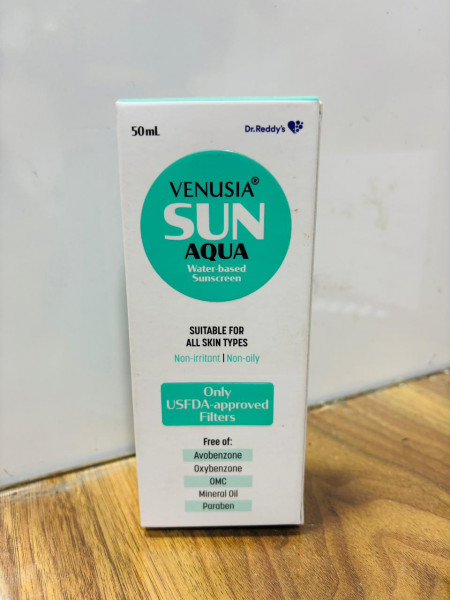 50mL
Dr.Reddy's
VENUSIA®
SUN
AQUA
Water-based
Sunscreen
SUITABLE FOR
ALL SKIN TYPES
Non-irritant | Non-oily
Only
USFDA-approved
Filters
Free of:
Avobenzone
Oxybenzone
OMC
Mineral Oil
Paraben